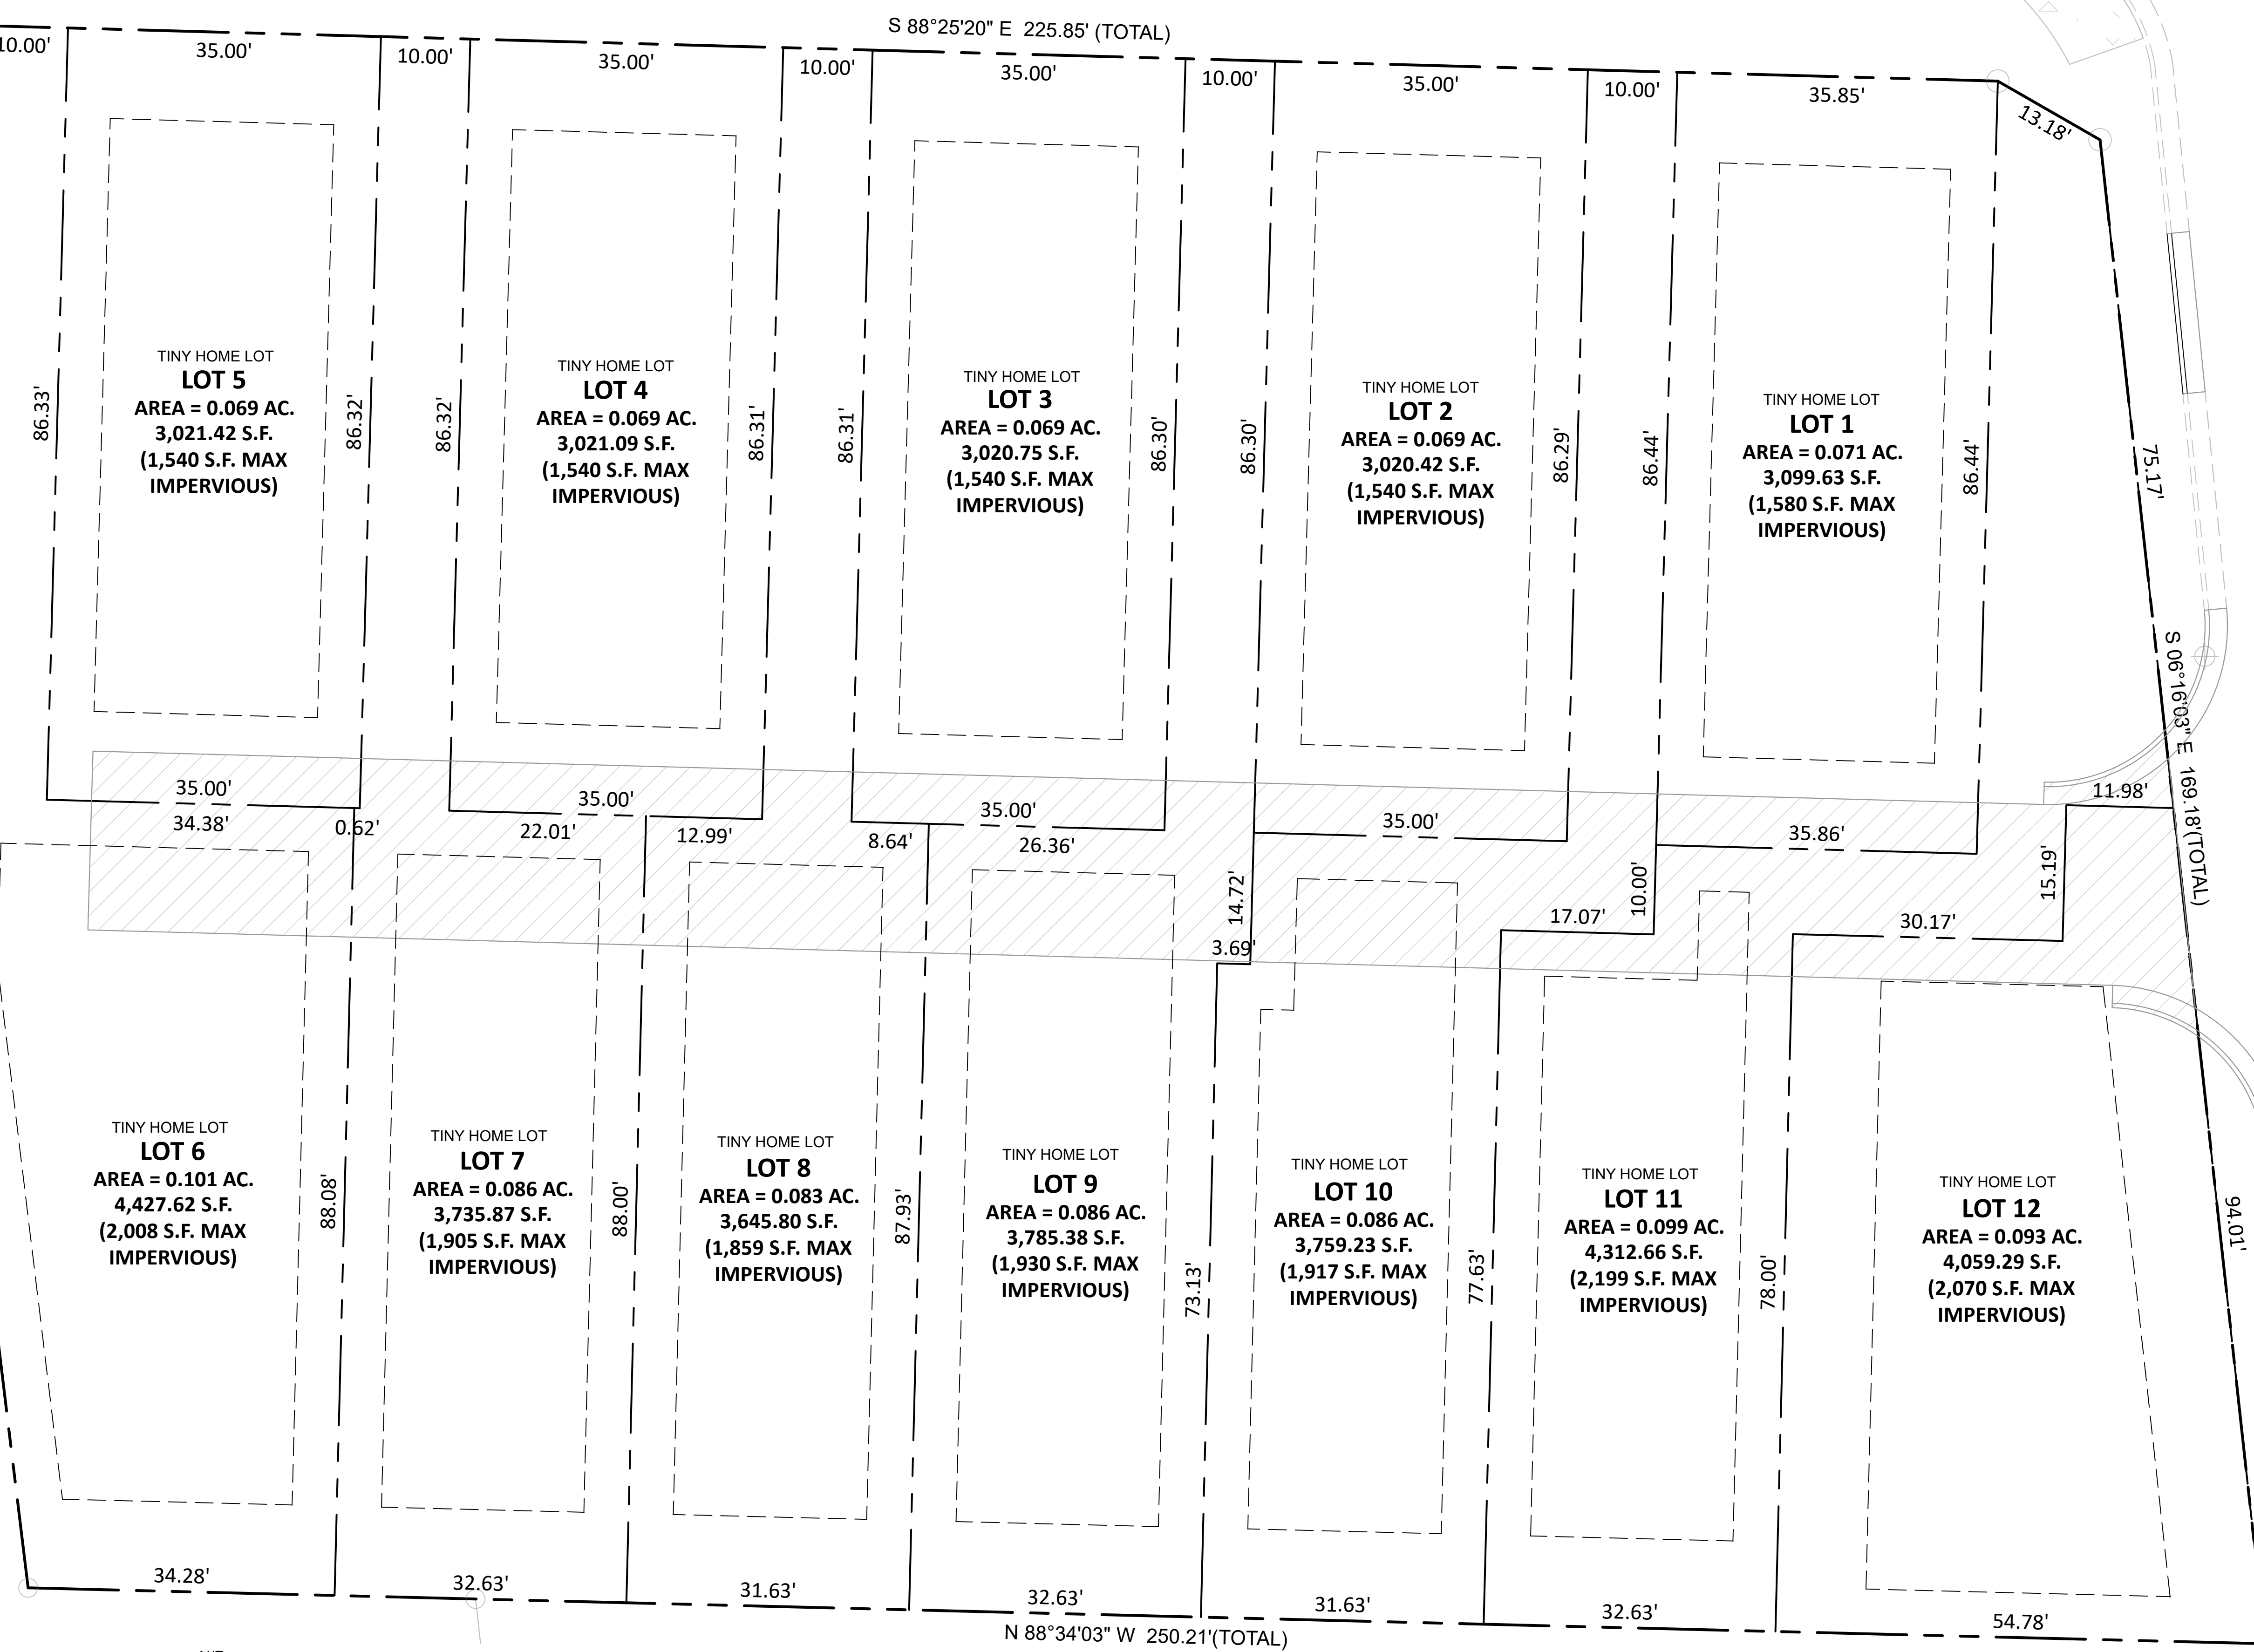 S 88°25'20" E 225.85' (TOTAL)
10.00'
35.00'
10.00'
35.00'
10.00'
35.00'
10.00'
35.00'
10.00'
35.85'
13.18'
86.33'
TINY HOME LOT
LOT 5
AREA = 0.069 AC.
3,021.42 S.F.
(1,540 S.F. MAX
IMPERVIOUS)
86.32'
86.32'
TINY HOME LOT
LOT 4
AREA = 0.069 AC.
3,021.09 S.F.
(1,540 S.F. MAX
IMPERVIOUS)
86.31'
86.31'
TINY HOME LOT
LOT 3
AREA = 0.069 AC.
3,020.75 S.F.
(1,540 S.F. MAX
IMPERVIOUS)
86.30'
86.30'
TINY HOME LOT
LOT 2
AREA = 0.069 AC.
3,020.42 S.F.
(1,540 S.F. MAX
IMPERVIOUS)
86.29'
86.44'
TINY HOME LOT
LOT 1
AREA = 0.071 AC.
3,099.63 S.F.
(1,580 S.F. MAX
IMPERVIOUS)
86.44'
75.17'
S 06°16'03" E 169.18'(TOTAL)
35.00'
34.38'
0.62'
35.00'
22.01'
12.99'
35.00'
8.64'
26.36'
35.00'
35.86'
11.98'
14.72'
3.69'
17.07'
10.00'
30.17'
15.19'
TINY HOME LOT
LOT 6
AREA = 0.101 AC.
4,427.62 S.F.
(2,008 S.F. MAX
IMPERVIOUS)
88.08'
TINY HOME LOT
LOT 7
AREA = 0.086 AC.
3,735.87 S.F.
(1,905 S.F. MAX
IMPERVIOUS)
88.00'
TINY HOME LOT
LOT 8
AREA = 0.083 AC.
3,645.80 S.F.
(1,859 S.F. MAX
IMPERVIOUS)
87.93'
TINY HOME LOT
LOT 9
AREA = 0.086 AC.
3,785.38 S.F.
(1,930 S.F. MAX
IMPERVIOUS)
73.13'
TINY HOME LOT
LOT 10
AREA = 0.086 AC.
3,759.23 S.F.
(1,917 S.F. MAX
IMPERVIOUS)
77.63'
TINY HOME LOT
LOT 11
AREA = 0.099 AC.
4,312.66 S.F.
(2,199 S.F. MAX
IMPERVIOUS)
78.00'
TINY HOME LOT
LOT 12
AREA = 0.093 AC.
4,059.29 S.F.
(2,070 S.F. MAX
IMPERVIOUS)
94.01'
34.28'
32.63'
31.63'
32.63'
31.63'
32.63'
54.78'
N 88°34'03" W 250.21'(TOTAL)